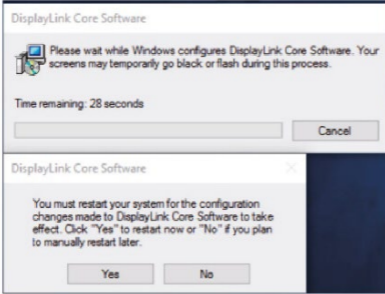 DisplayLink Core Software
Please wait while Windows configures DisplayLink Core Software. Your
screens may temporarily go black or flash during this process.
Time remaining: 28 seconds
Cancel
DisplayLink Core Software
You must restart your system for the configuration
changes made to DisplayLink Core Software to take
effect. Click "Yes" to restart now or "No" if you plan
to manually restart later.
Yes
No